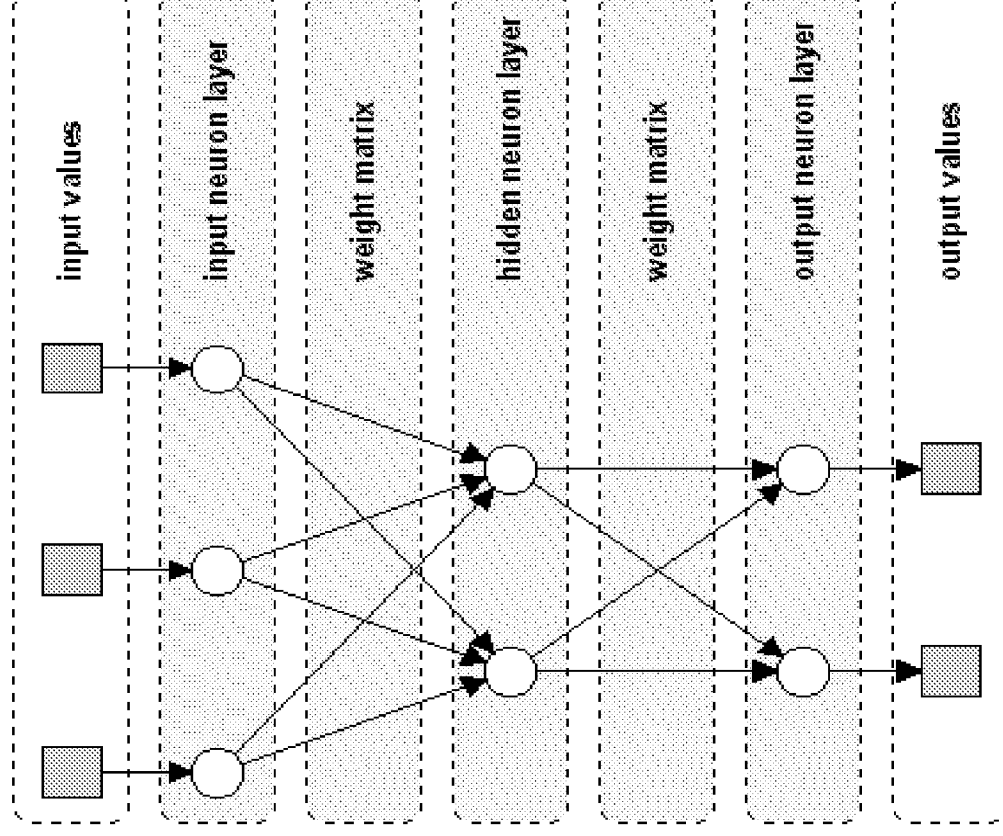 input values
input neuron layer
weight matrix
hidden neuron layer
weight matrix
output neuron layer
output values